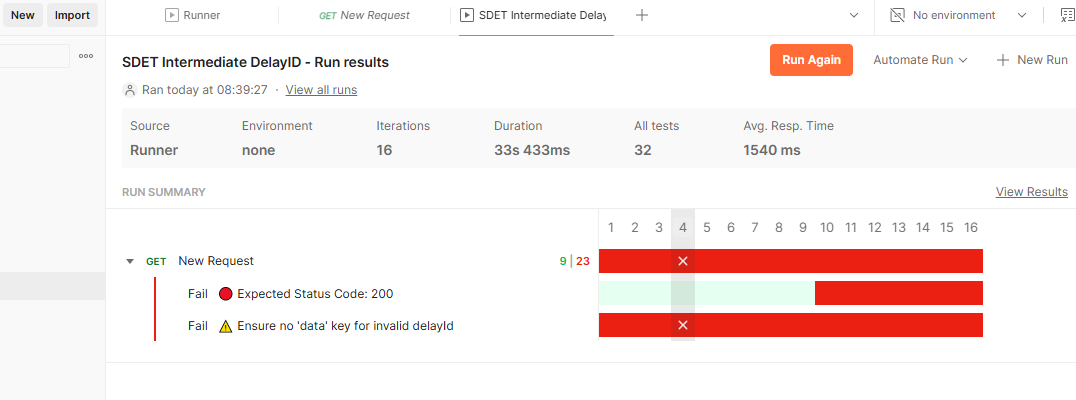 New Import Runner GET New Request SDET Intermediate Delay No environment
SDET Intermediate DelayID - Run results Run Again Automate Run New Run
Ran today at 08:39:27 · View all runs
Source Environment Iterations Duration All tests Avg. Resp. Time
Runner none 16 33s 433ms 32 1540 ms
RUN SUMMARY View Results
1 2 3 4 5 6 7 8 9 10 11 12 13 14 15 16
GET New Request 9 | 23
Fail Expected Status Code: 200
Fail Ensure no 'data' key for invalid delayId